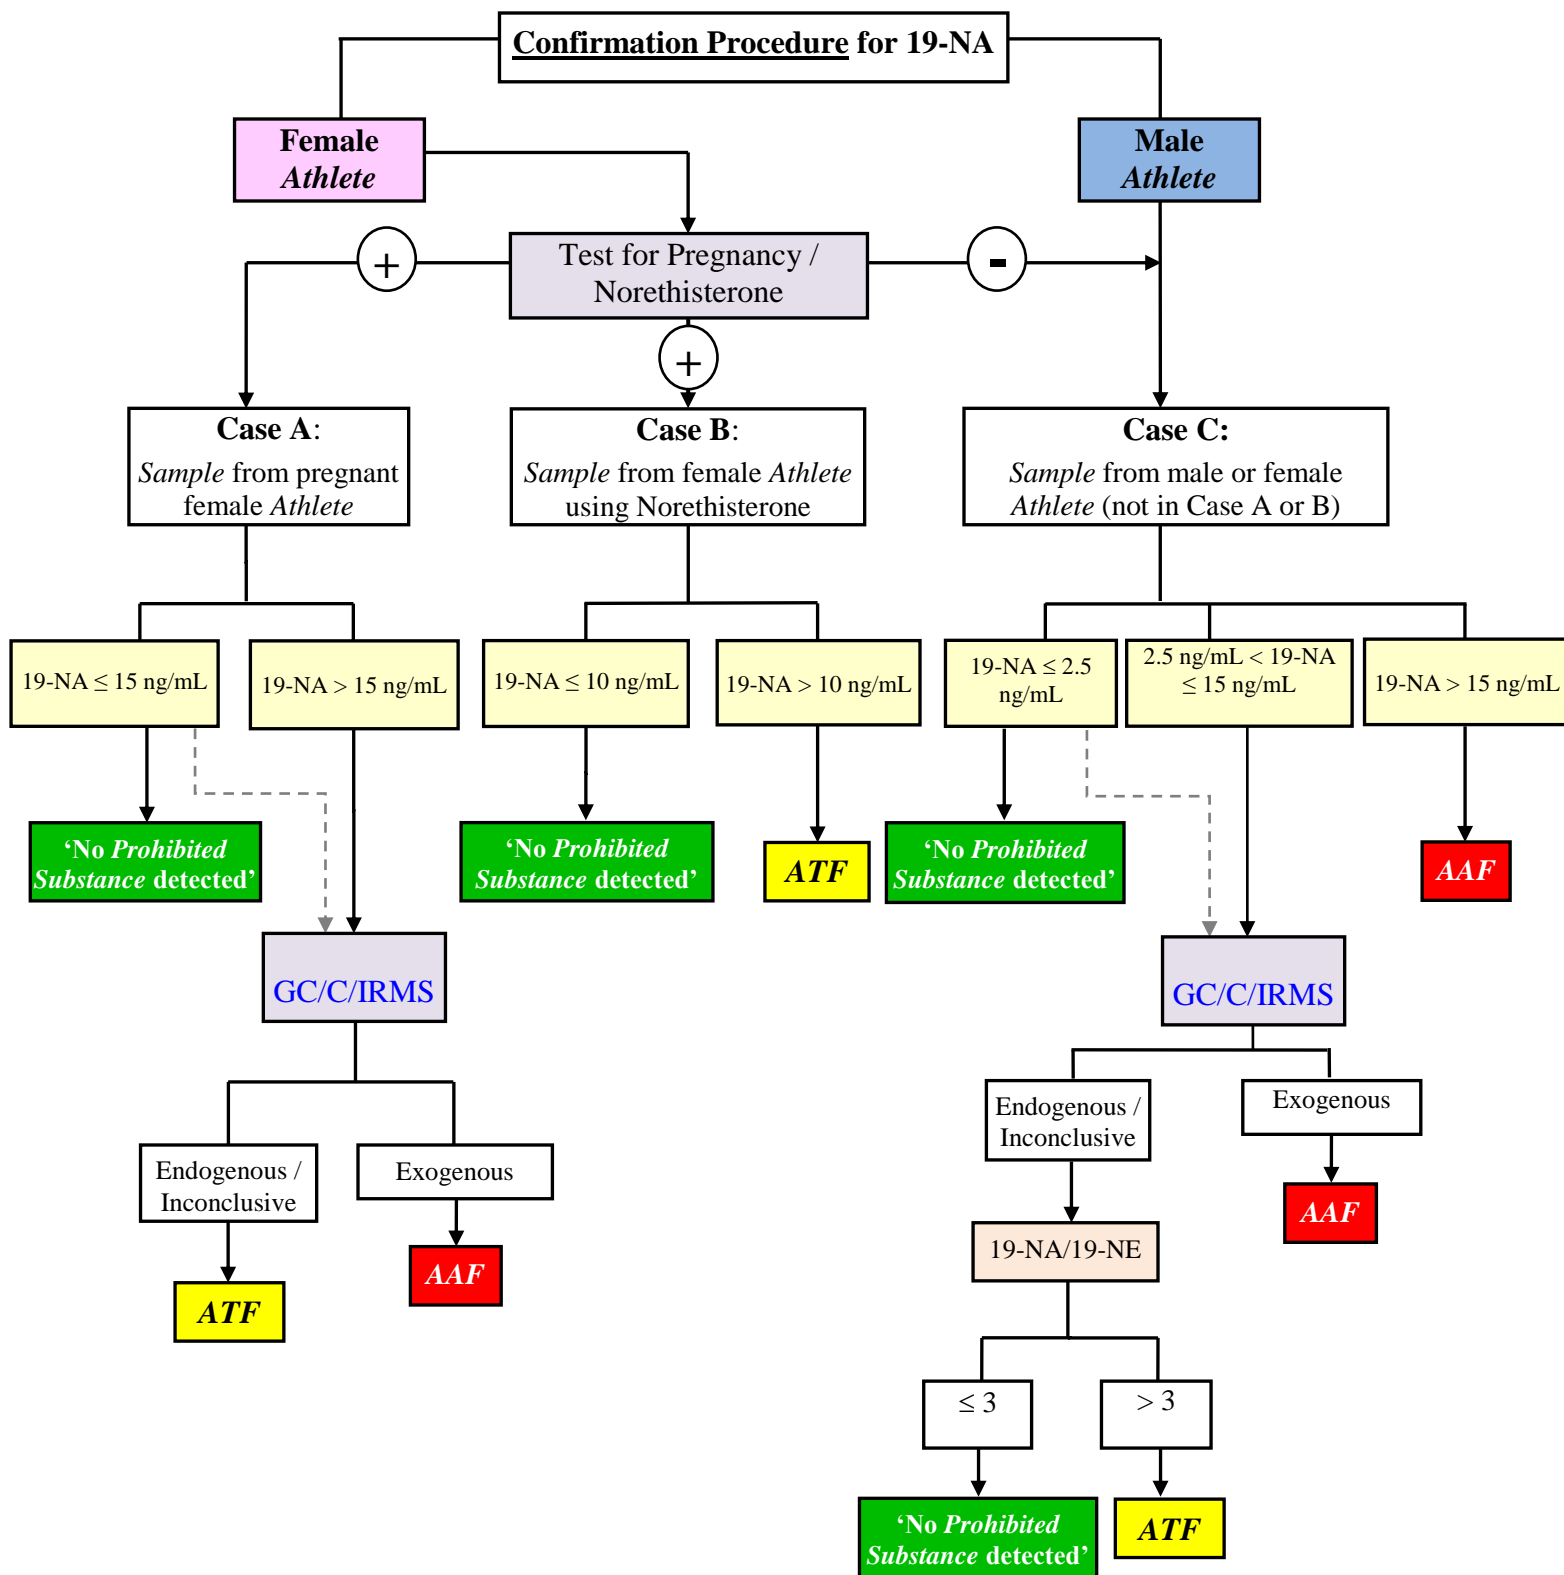 Confirmation Procedure for 19-NA
Female
Athlete
Male
Athlete
+
Test for Pregnancy /
Norethisterone
-
+
Case A:
Sample from pregnant
female Athlete
Case B:
Sample from female Athlete
using Norethisterone
Case C:
Sample from male or female
Athlete (not in Case A or B)
19-NA ≤ 15 ng/mL
19-NA > 15 ng/mL
19-NA ≤ 10 ng/mL
19-NA > 10 ng/mL
19-NA ≤ 2.5
ng/mL
2.5 ng/mL < 19-NA
≤ 15 ng/mL
19-NA > 15 ng/mL
‘No Prohibited
Substance detected’
‘No Prohibited
Substance detected’
ATF
‘No Prohibited
Substance detected’
AAF
GC/C/IRMS
GC/C/IRMS
Endogenous /
Inconclusive
Exogenous
Endogenous /
Inconclusive
Exogenous
ATF
AAF
19-NA/19-NE
AAF
≤ 3
> 3
‘No Prohibited
Substance detected’
ATF